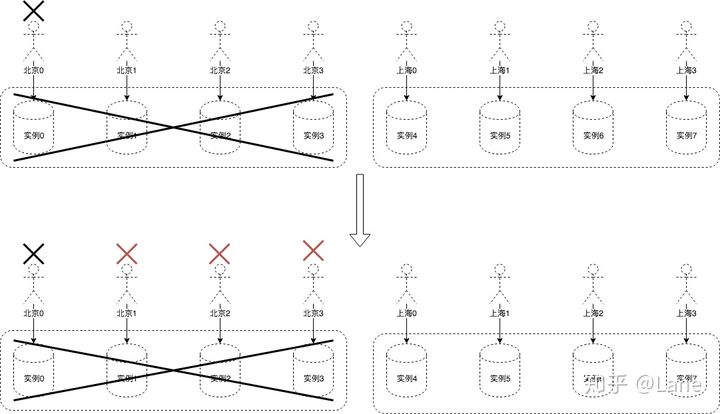 北京0 北京1 北京2 北京3 上海0 上海1 上海2 上海3
实例0 实例1 实例2 实例3 实例4 实例5 实例6 实例7
北京0 北京1 北京2 北京3 上海0 上海1 上海2 上海3
实例0 实例1 实例2 实例3 实例4 实例5 实例7
知乎 @Lane